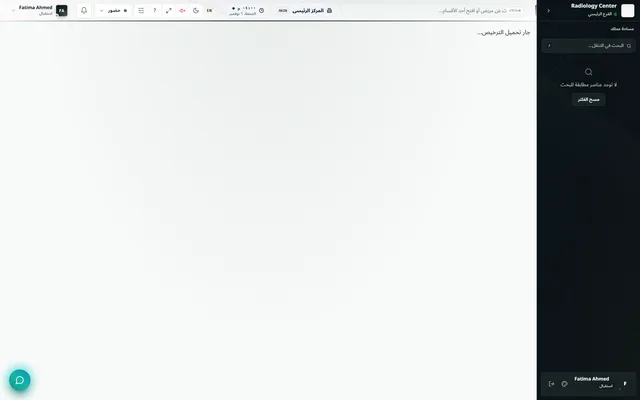 Radiology Center
الفرع الرئيسي
مساحة عملك
البحث في التنقل...
لا توجد عناصر مطابقة للبحث
مسح الفلتر
Fatima Ahmed
استقبال
F
المركز الرئيسي
MAIN
EN
?
حضور
FA
Fatima Ahmed
استقبال
جار تحميل الترخيص...